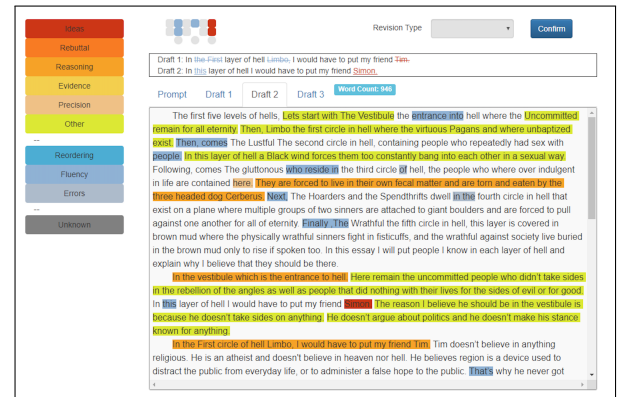 Ideas
Rebuttal
Reasoning
Evidence
Precision
Other
--
Reordering
Fluency
Errors
--
Unknown
Revision Type
Confirm
Draft 1: In the First layer of hell Limbo, I would have to put my friend Tim.
Draft 2: In this layer of hell I would have to put my friend Simon.
Prompt Draft 1 Draft 2 Draft 3 Word Count: 946
The first five levels of hells, Lets start with The Vestibule the entrance into hell where the Uncommitted
remain for all eternity. Then, Limbo the first circle in hell where the virtuous Pagans and where unbaptized
exist. Then, comes The Lustful The second circle in hell, containing people who repeatedly had sex with
people. In this layer of hell a Black wind forces them too constantly bang into each other in a sexual way.
Following, comes The gluttonous who reside in the third circle of hell, the people who where over indulgent
in life are contained here. They are forced to live in their own fecal matter and are torn and eaten by the
three headed dog Cerberus. Next, The Hoarders and the Spendthrifts dwell in the fourth circle in hell that
exist on a plane where multiple groups of two sinners are attached to giant boulders and are forced to pull
against one another for all of eternity. Finally ,The Wrathful the fifth circle in hell, this layer is covered in
brown mud where the physically wrathful sinners fight in fisticuffs, and the wrathful against society live buried
in the brown mud only to rise if spoken too. In this essay I will put people I know in each layer of hell and
explain why I believe that they should be there.
In the vestibule which is the entrance to hell. Here remain the uncommitted people who didn't take sides
in the rebellion of the angles as well as people that did nothing with their lives for the sides of evil or for good.
In this layer of hell I would have to put my friend Simon. The reason I believe he should be in the vestibule is
because he doesn't take sides on anything. He doesn't argue about politics and he doesn't make his stance
known for anything.
In the First circle of hell Limbo, I would have to put my friend Tim. Tim doesn't believe in anything
religious. He is an atheist and doesn't believe in heaven nor hell. He believes region is a device used to
distract the public from everyday life, or to administer a false hope to the public. That's why he never got